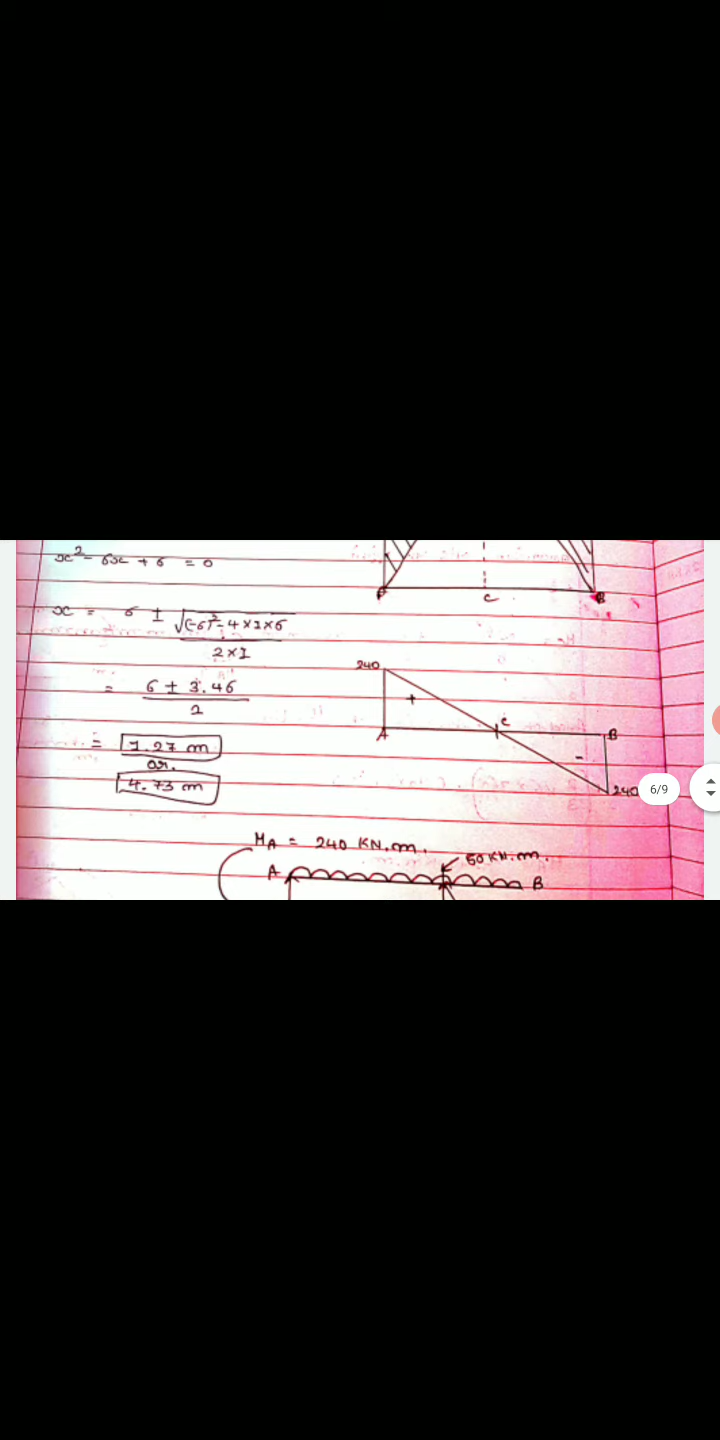 x² - 6x + 6 = 0
A
C
B
x = 6 ± √(-6)² - 4×1×6
2×1
= 6 ± 3.46
2
240
+
A
C
B
-
240
= 1.27 m
or.
4.73 m
6/9
MA = 240 KN.m.
50 KN.m.
A
B